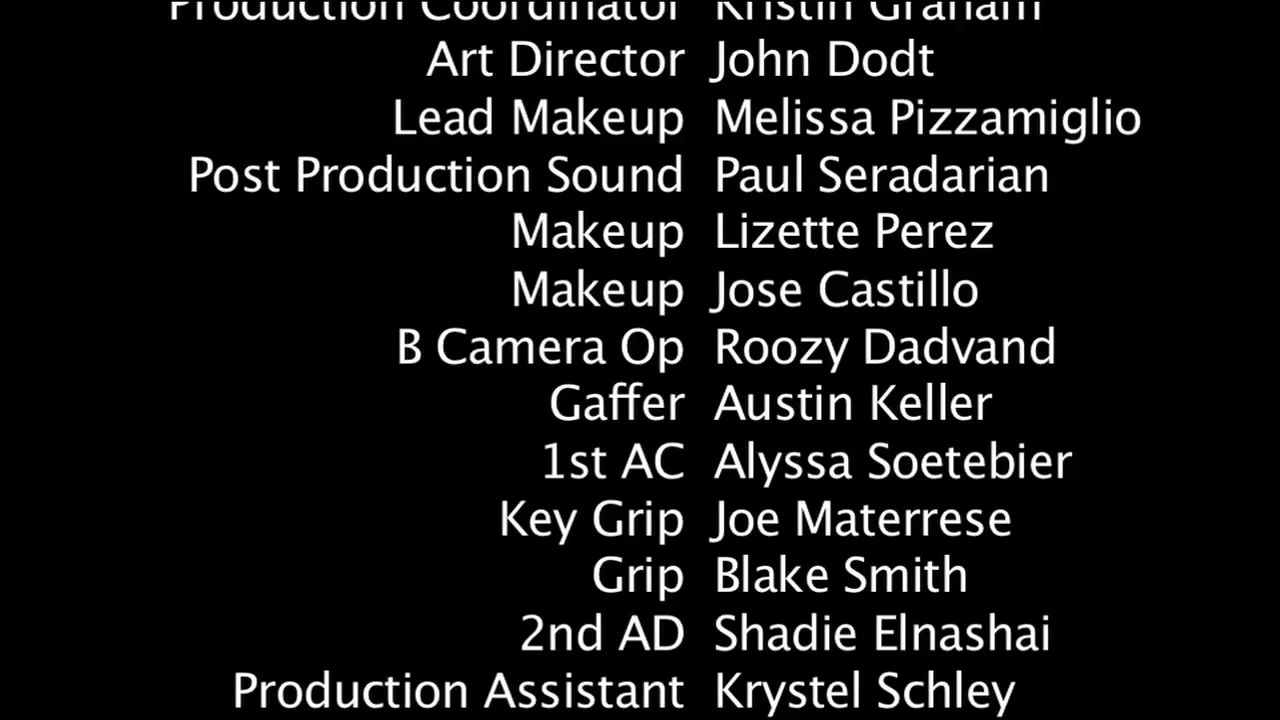 Production Coordinator Kristin Graham
Art Director John Dodt
Lead Makeup Melissa Pizzamiglio
Post Production Sound Paul Seradarian
Makeup Lizette Perez
Makeup Jose Castillo
B Camera Op Roozy Dadvand
Gaffer Austin Keller
1st AC Alyssa Soetebier
Key Grip Joe Materrese
Grip Blake Smith
2nd AD Shadie Elnashai
Production Assistant Krystel Schley